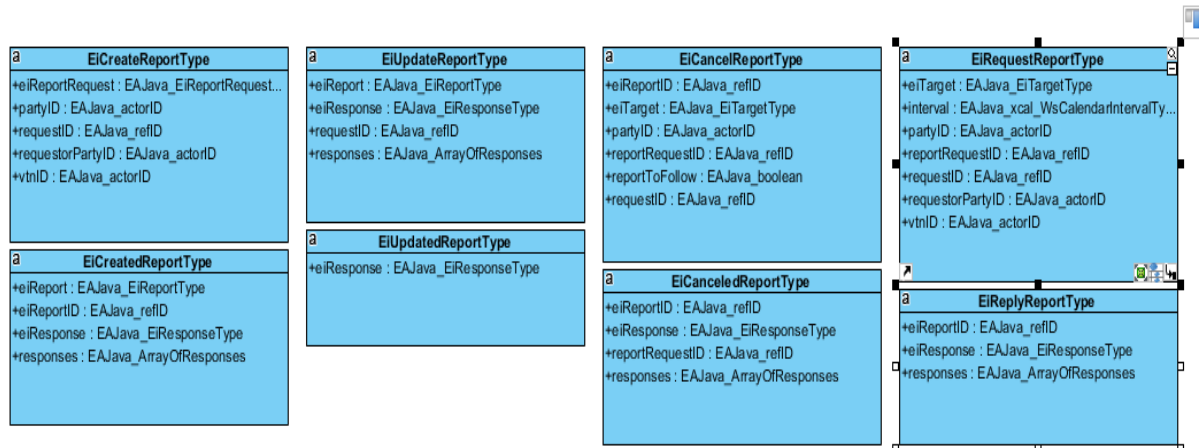 a
EiCreateReportType
+eiReportRequest : EAJava_EiReportRequest...
+partyID : EAJava_actorID
+requestID : EAJava_refID
+requestorPartyID : EAJava_actorID
+vtnID : EAJava_actorID
a
EiCreatedReportType
+eiReport : EAJava_EiReportType
+eiReportID : EAJava_refID
+eiResponse : EAJava_EiResponseType
+responses : EAJava_ArrayOfResponses
a
EiUpdateReportType
+eiReport : EAJava_EiReportType
+eiResponse : EAJava_EiResponseType
+requestID : EAJava_refID
+responses : EAJava_ArrayOfResponses
a
EiUpdatedReportType
+eiResponse : EAJava_EiResponseType
a
EiCancelReportType
+eiReportID : EAJava_refID
+eiTarget : EAJava_EiTargetType
+partyID : EAJava_actorID
+reportRequestID : EAJava_refID
+reportToFollow : EAJava_boolean
+requestID : EAJava_refID
a
EiCanceledReportType
+eiReportID : EAJava_refID
+eiResponse : EAJava_EiResponseType
+reportRequestID : EAJava_refID
+responses : EAJava_ArrayOfResponses
a
EiRequestReportType
+eiTarget : EAJava_EiTargetType
+interval : EAJava_xcal_WsCalendarIntervalTy...
+partyID : EAJava_actorID
+reportRequestID : EAJava_refID
+requestID : EAJava_refID
+requestorPartyID : EAJava_actorID
+vtnID : EAJava_actorID
a
EiReplyReportType
+eiReportID : EAJava_refID
+eiResponse : EAJava_EiResponseType
+responses : EAJava_ArrayOfResponses